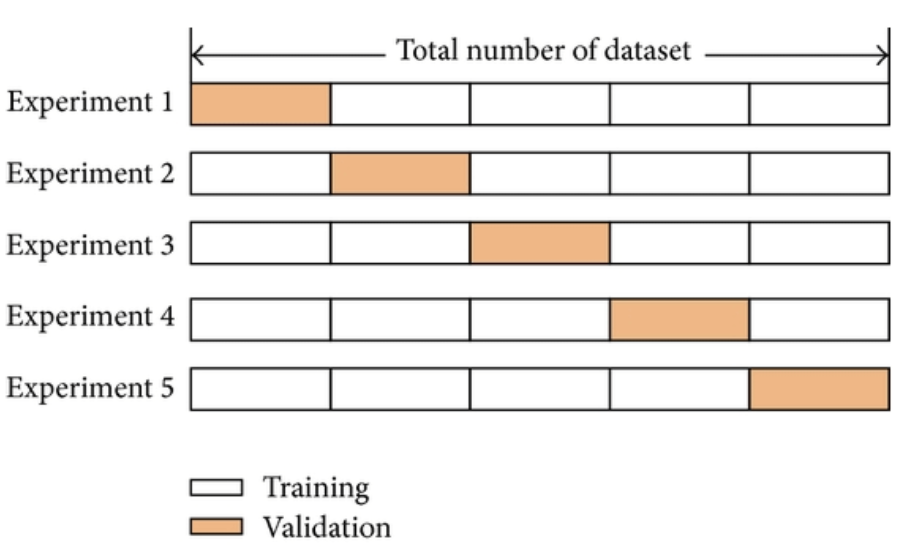 Total number of dataset
Experiment 1
Experiment 2
Experiment 3
Experiment 4
Experiment 5
Training
Validation